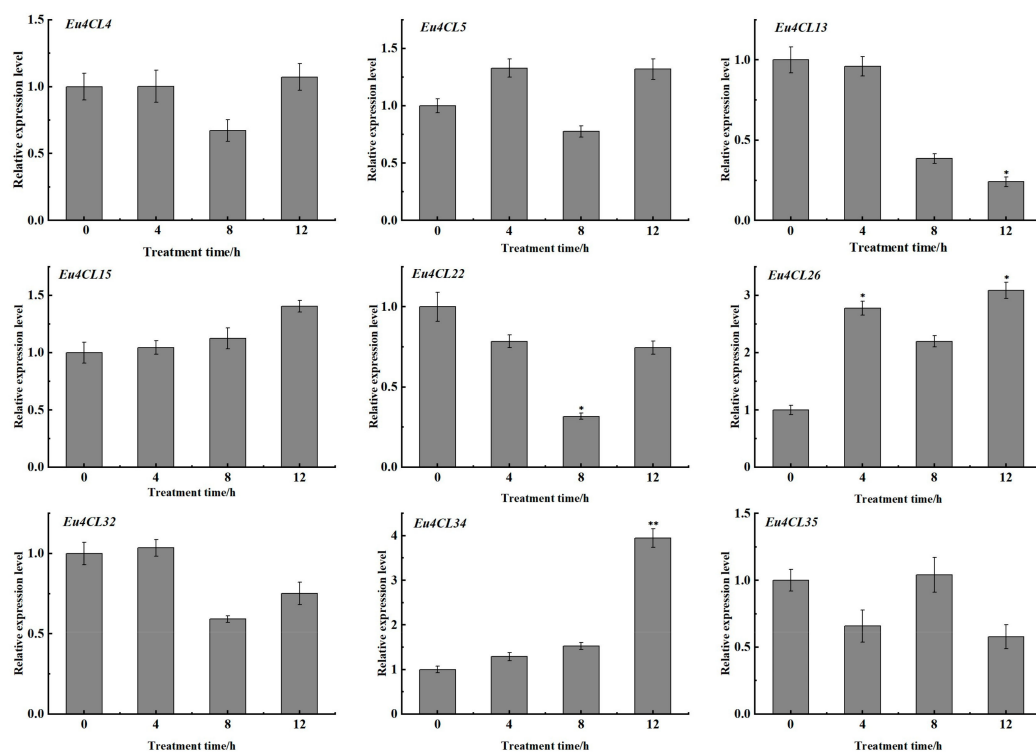 Eu4CL4
Relative expression level
1.5
1.0
0.5
0.0
0 4 8 12
Treatment time/h
Eu4CL5
Relative expression level
1.5
1.0
0.5
0.0
0 4 8 12
Treatment time/h
Eu4CL13
Relative expression level
1.0
0.5
0.0
*
0 4 8 12
Treatment time/h
Eu4CL15
Relative expression level
1.5
1.0
0.5
0.0
0 4 8 12
Treatment time/h
Eu4CL22
Relative expression level
1.0
0.5
0.0
*
0 4 8 12
Treatment time/h
Eu4CL26
Relative expression level
3
2
1
0
* *
0 4 8 12
Treatment time/h
Eu4CL32
Relative expression level
1.0
0.5
0.0
0 4 8 12
Treatment time/h
Eu4CL34
Relative expression level
4
3
2
1
0
**
0 4 8 12
Treatment time/h
Eu4CL35
Relative expression level
1.5
1.0
0.5
0.0
0 4 8 12
Treatment time/h